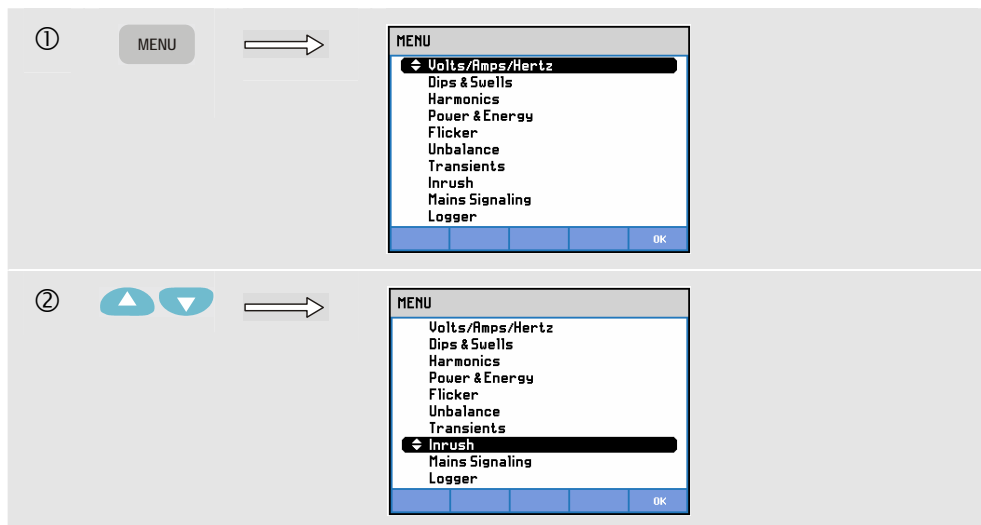 ①
MENU
MENU
Volts/Amps/Hertz
Dips & Swells
Harmonics
Power & Energy
Flicker
Unbalance
Transients
Inrush
Mains Signaling
Logger
OK
②
MENU
Volts/Amps/Hertz
Dips & Swells
Harmonics
Power & Energy
Flicker
Unbalance
Transients
Inrush
Mains Signaling
Logger
OK